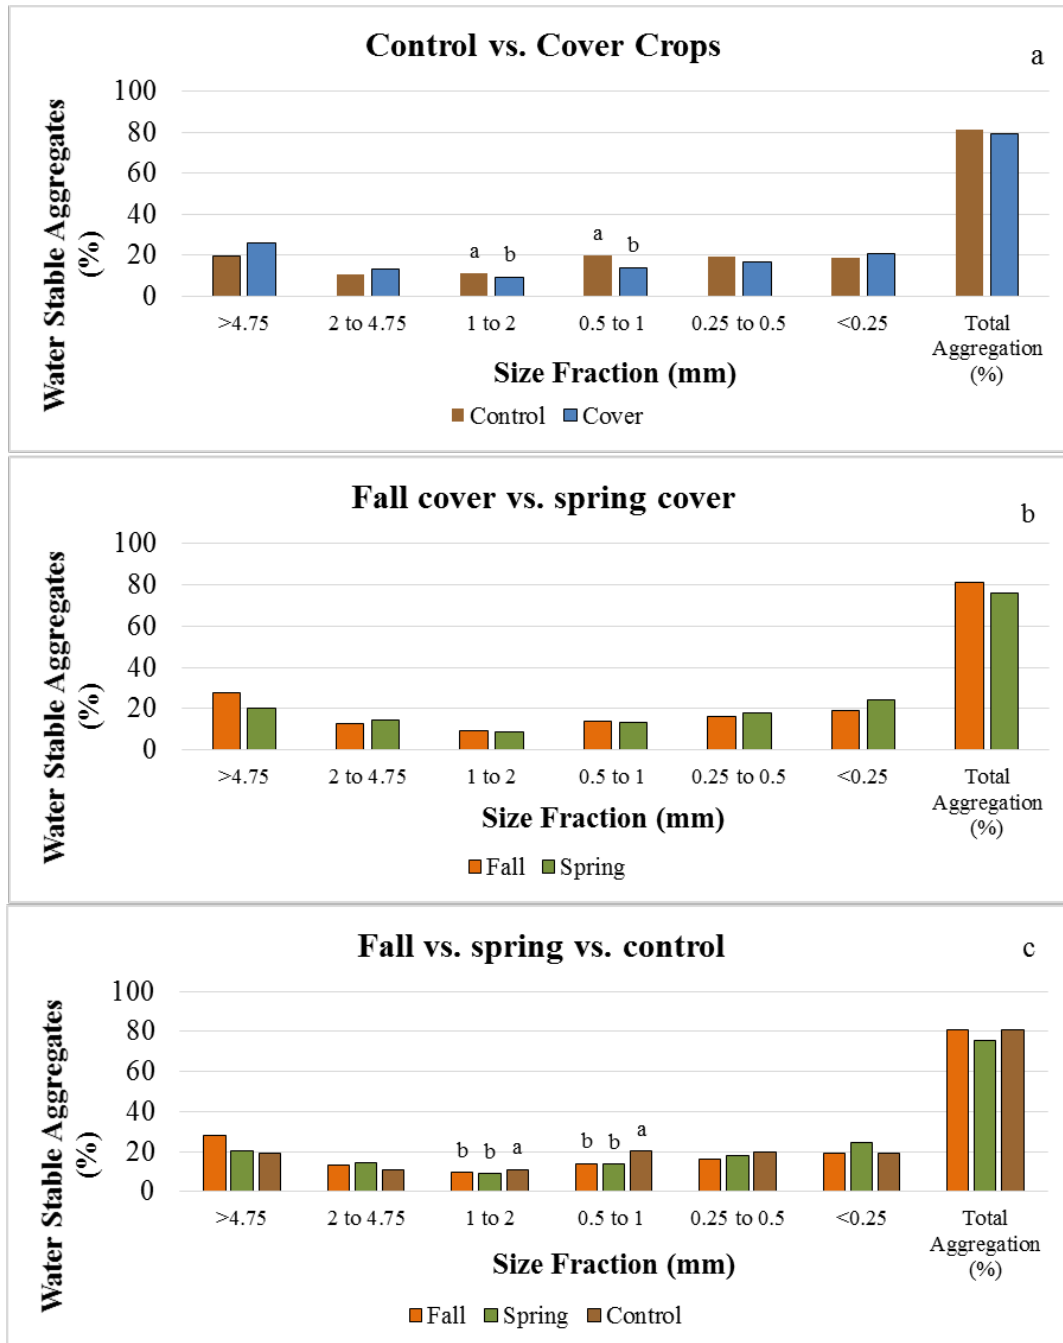 Control vs. Cover Crops
a
Water Stable Aggregates
(%)
100
80
60
40
20
0
a
b
a
b
>4.75
2 to 4.75
1 to 2
0.5 to 1
0.25 to 0.5
<0.25
Total
Aggregation
(%)
Size Fraction (mm)
Control
Cover
Fall cover vs. spring cover
b
Water Stable Aggregates
(%)
100
80
60
40
20
0
>4.75
2 to 4.75
1 to 2
0.5 to 1
0.25 to 0.5
<0.25
Total
Aggregation
(%)
Size Fraction (mm)
Fall
Spring
Fall vs. spring vs. control
c
Water Stable Aggregates
(%)
100
80
60
40
20
0
b
b
a
b
b
a
>4.75
2 to 4.75
1 to 2
0.5 to 1
0.25 to 0.5
<0.25
Total
Aggregation
(%)
Size Fraction (mm)
Fall
Spring
Control